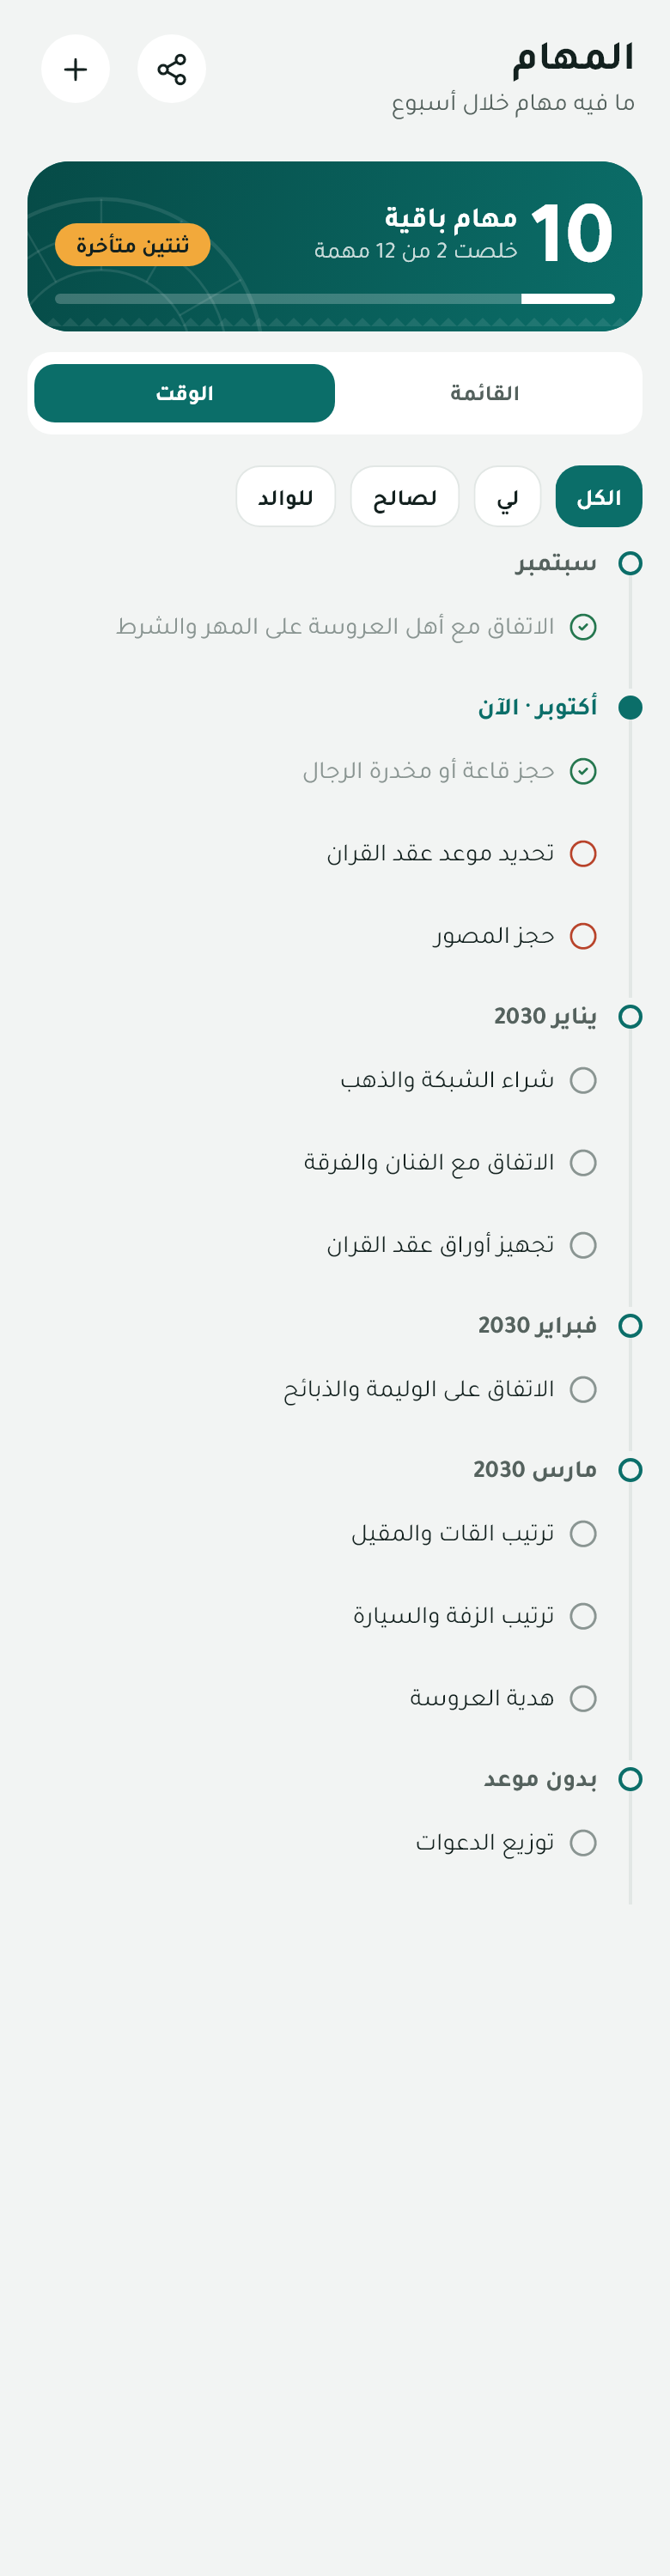 المهام
ما فيه مهام خلال أسبوع
10
مهام باقية
خلصت 2 من 12 مهمة
ثنتين متأخرة
القائمة
الوقت
الكل
لي
لصالح
للوالد
سبتمبر
الاتفاق مع أهل العروسة على المهر والشرط
أكتوبر · الآن
حجز قاعة أو مخدرة الرجال
تحديد موعد عقد القران
حجز المصور
يناير 2030
شراء الشبكة والذهب
الاتفاق مع الفنان والفرقة
تجهيز أوراق عقد القران
فبراير 2030
الاتفاق على الوليمة والذبائح
مارس 2030
ترتيب القات والمقيل
ترتيب الزفة والسيارة
هدية العروسة
بدون موعد
توزيع الدعوات